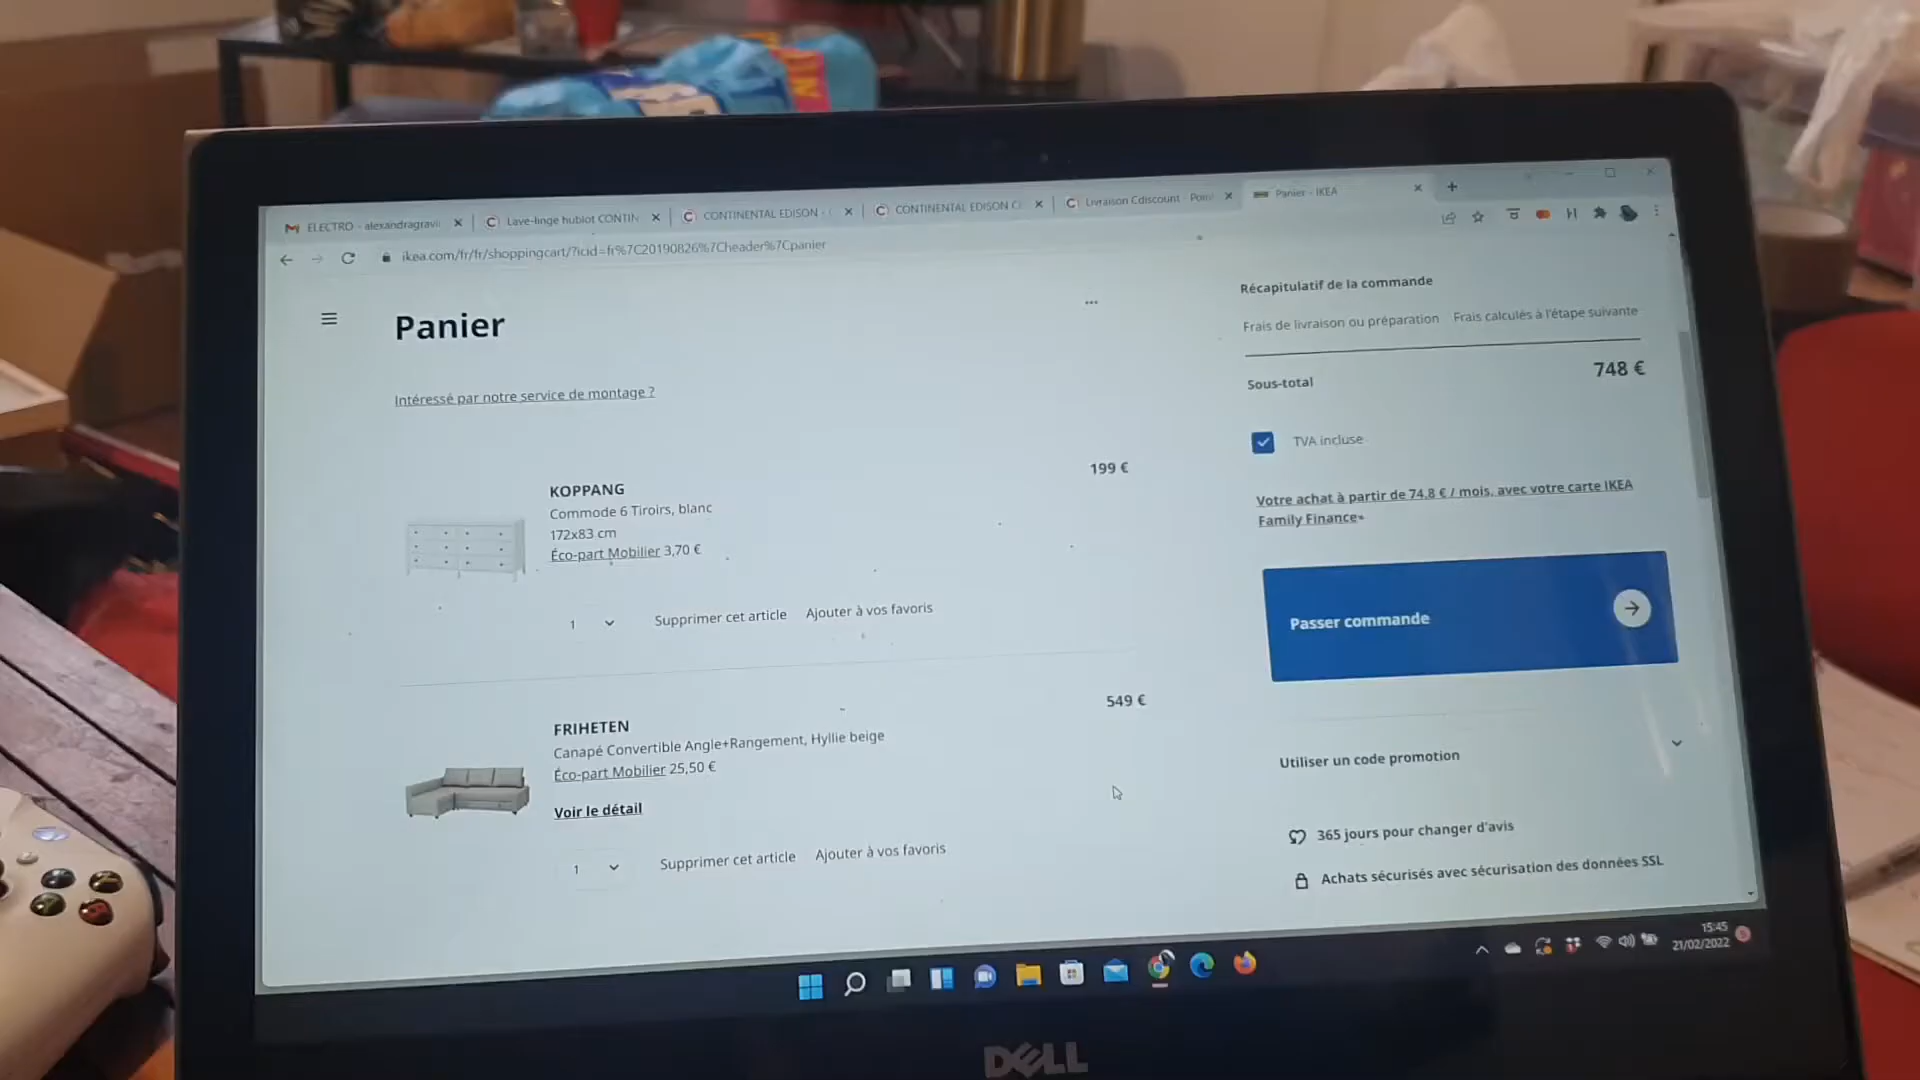 ELECTRO - alexandragravi
Lave-linge hublot CONTIN
CONTINENTAL EDISON -
CONTINENTAL EDISON C
Livraison Cdiscount - Point
Panier - IKEA
ikea.com/fr/fr/shoppingcart/?icid=fr%7C20190826%7Cheader%7Cpanier
Panier
Intéressé par notre service de montage ?
KOPPANG
199 €
Commode 6 Tiroirs, blanc
172x83 cm
Éco-part Mobilier 3,70 €
1
Supprimer cet article
Ajouter à vos favoris
FRIHETEN
549 €
Canapé Convertible Angle+Rangement, Hyllie beige
Éco-part Mobilier 25,50 €
Voir le détail
1
Supprimer cet article
Ajouter à vos favoris
Récapitulatif de la commande
Frais de livraison ou préparation
Frais calculés à l'étape suivante
Sous-total
748 €
TVA incluse
Votre achat à partir de 74,8 € / mois, avec votre carte IKEA
Family Finance*
Passer commande
Utiliser un code promotion
365 jours pour changer d'avis
Achats sécurisés avec sécurisation des données SSL
15:45
21/02/2022
DELL